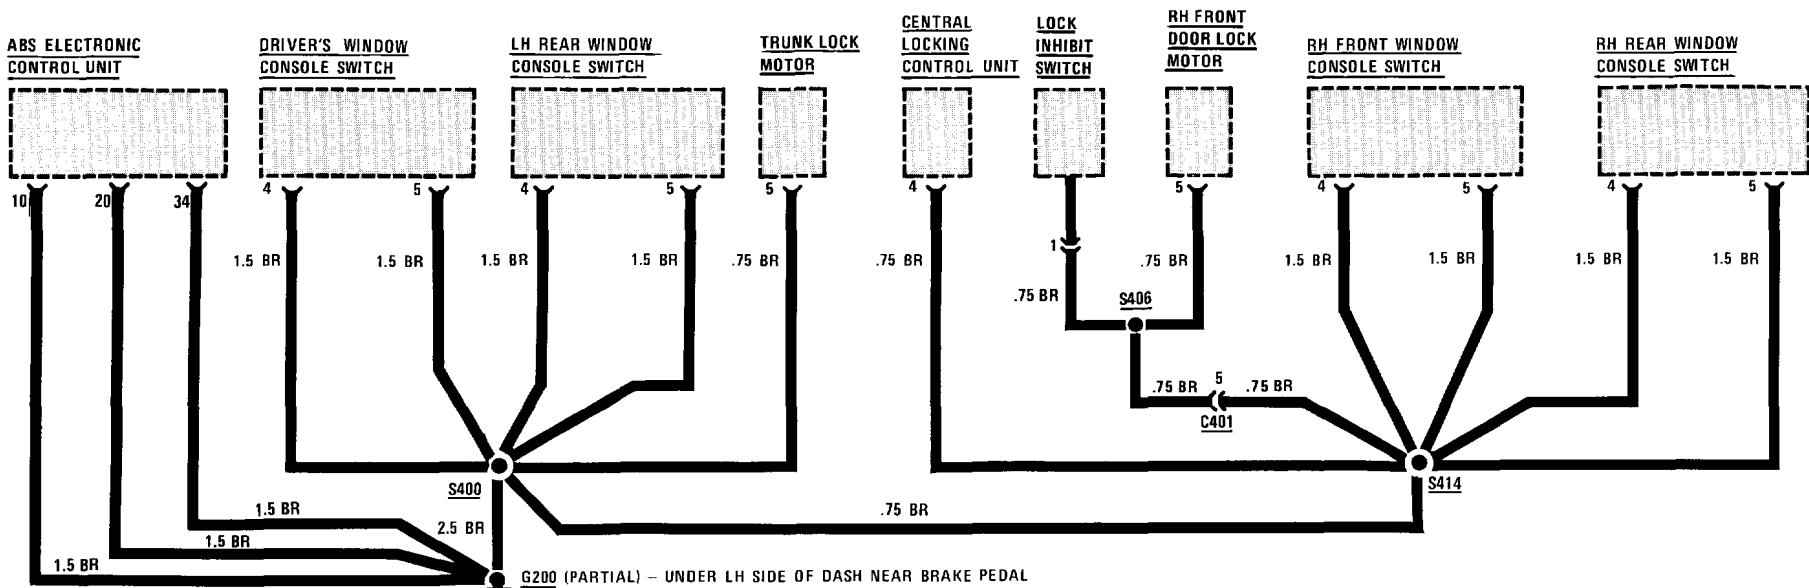 ABS ELECTRONIC
CONTROL UNIT
DRIVER'S WINDOW
CONSOLE SWITCH
LH REAR WINDOW
CONSOLE SWITCH
TRUNK LOCK
MOTOR
CENTRAL
LOCKING
CONTROL UNIT
LOCK
INHIBIT
SWITCH
RH FRONT
DOOR LOCK
MOTOR
RH FRONT WINDOW
CONSOLE SWITCH
RH REAR WINDOW
CONSOLE SWITCH
10 20 34 4 5 4 5 5 4 5 4 5 4 5
1
1.5 BR 1.5 BR 1.5 BR 1.5 BR .75 BR .75 BR .75 BR 1.5 BR 1.5 BR 1.5 BR 1.5 BR
.75 BR S406
.75 BR 5 .75 BR
C401
S400 S414
1.5 BR 2.5 BR .75 BR
1.5 BR
1.5 BR
G200 (PARTIAL) – UNDER LH SIDE OF DASH NEAR BRAKE PEDAL